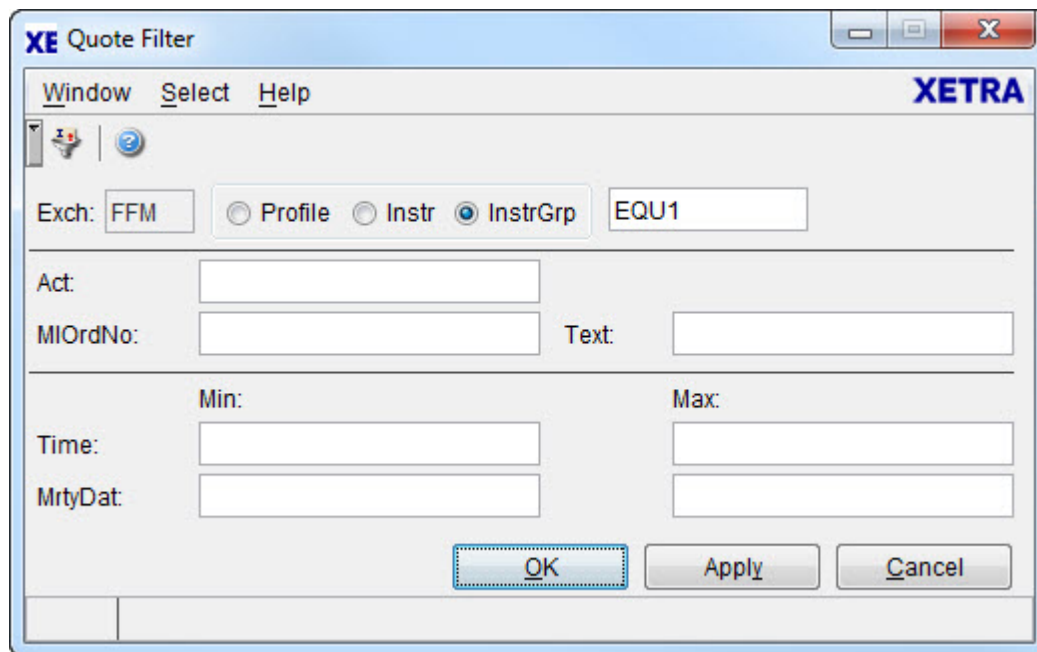 XE Quote Filter
Window Select Help XETRA
Exch: FFM Profile Instr InstrGrp EQU1
Act:
MIOrdNo: Text:
Min: Max:
Time:
MrtyDat:
OK Apply Cancel